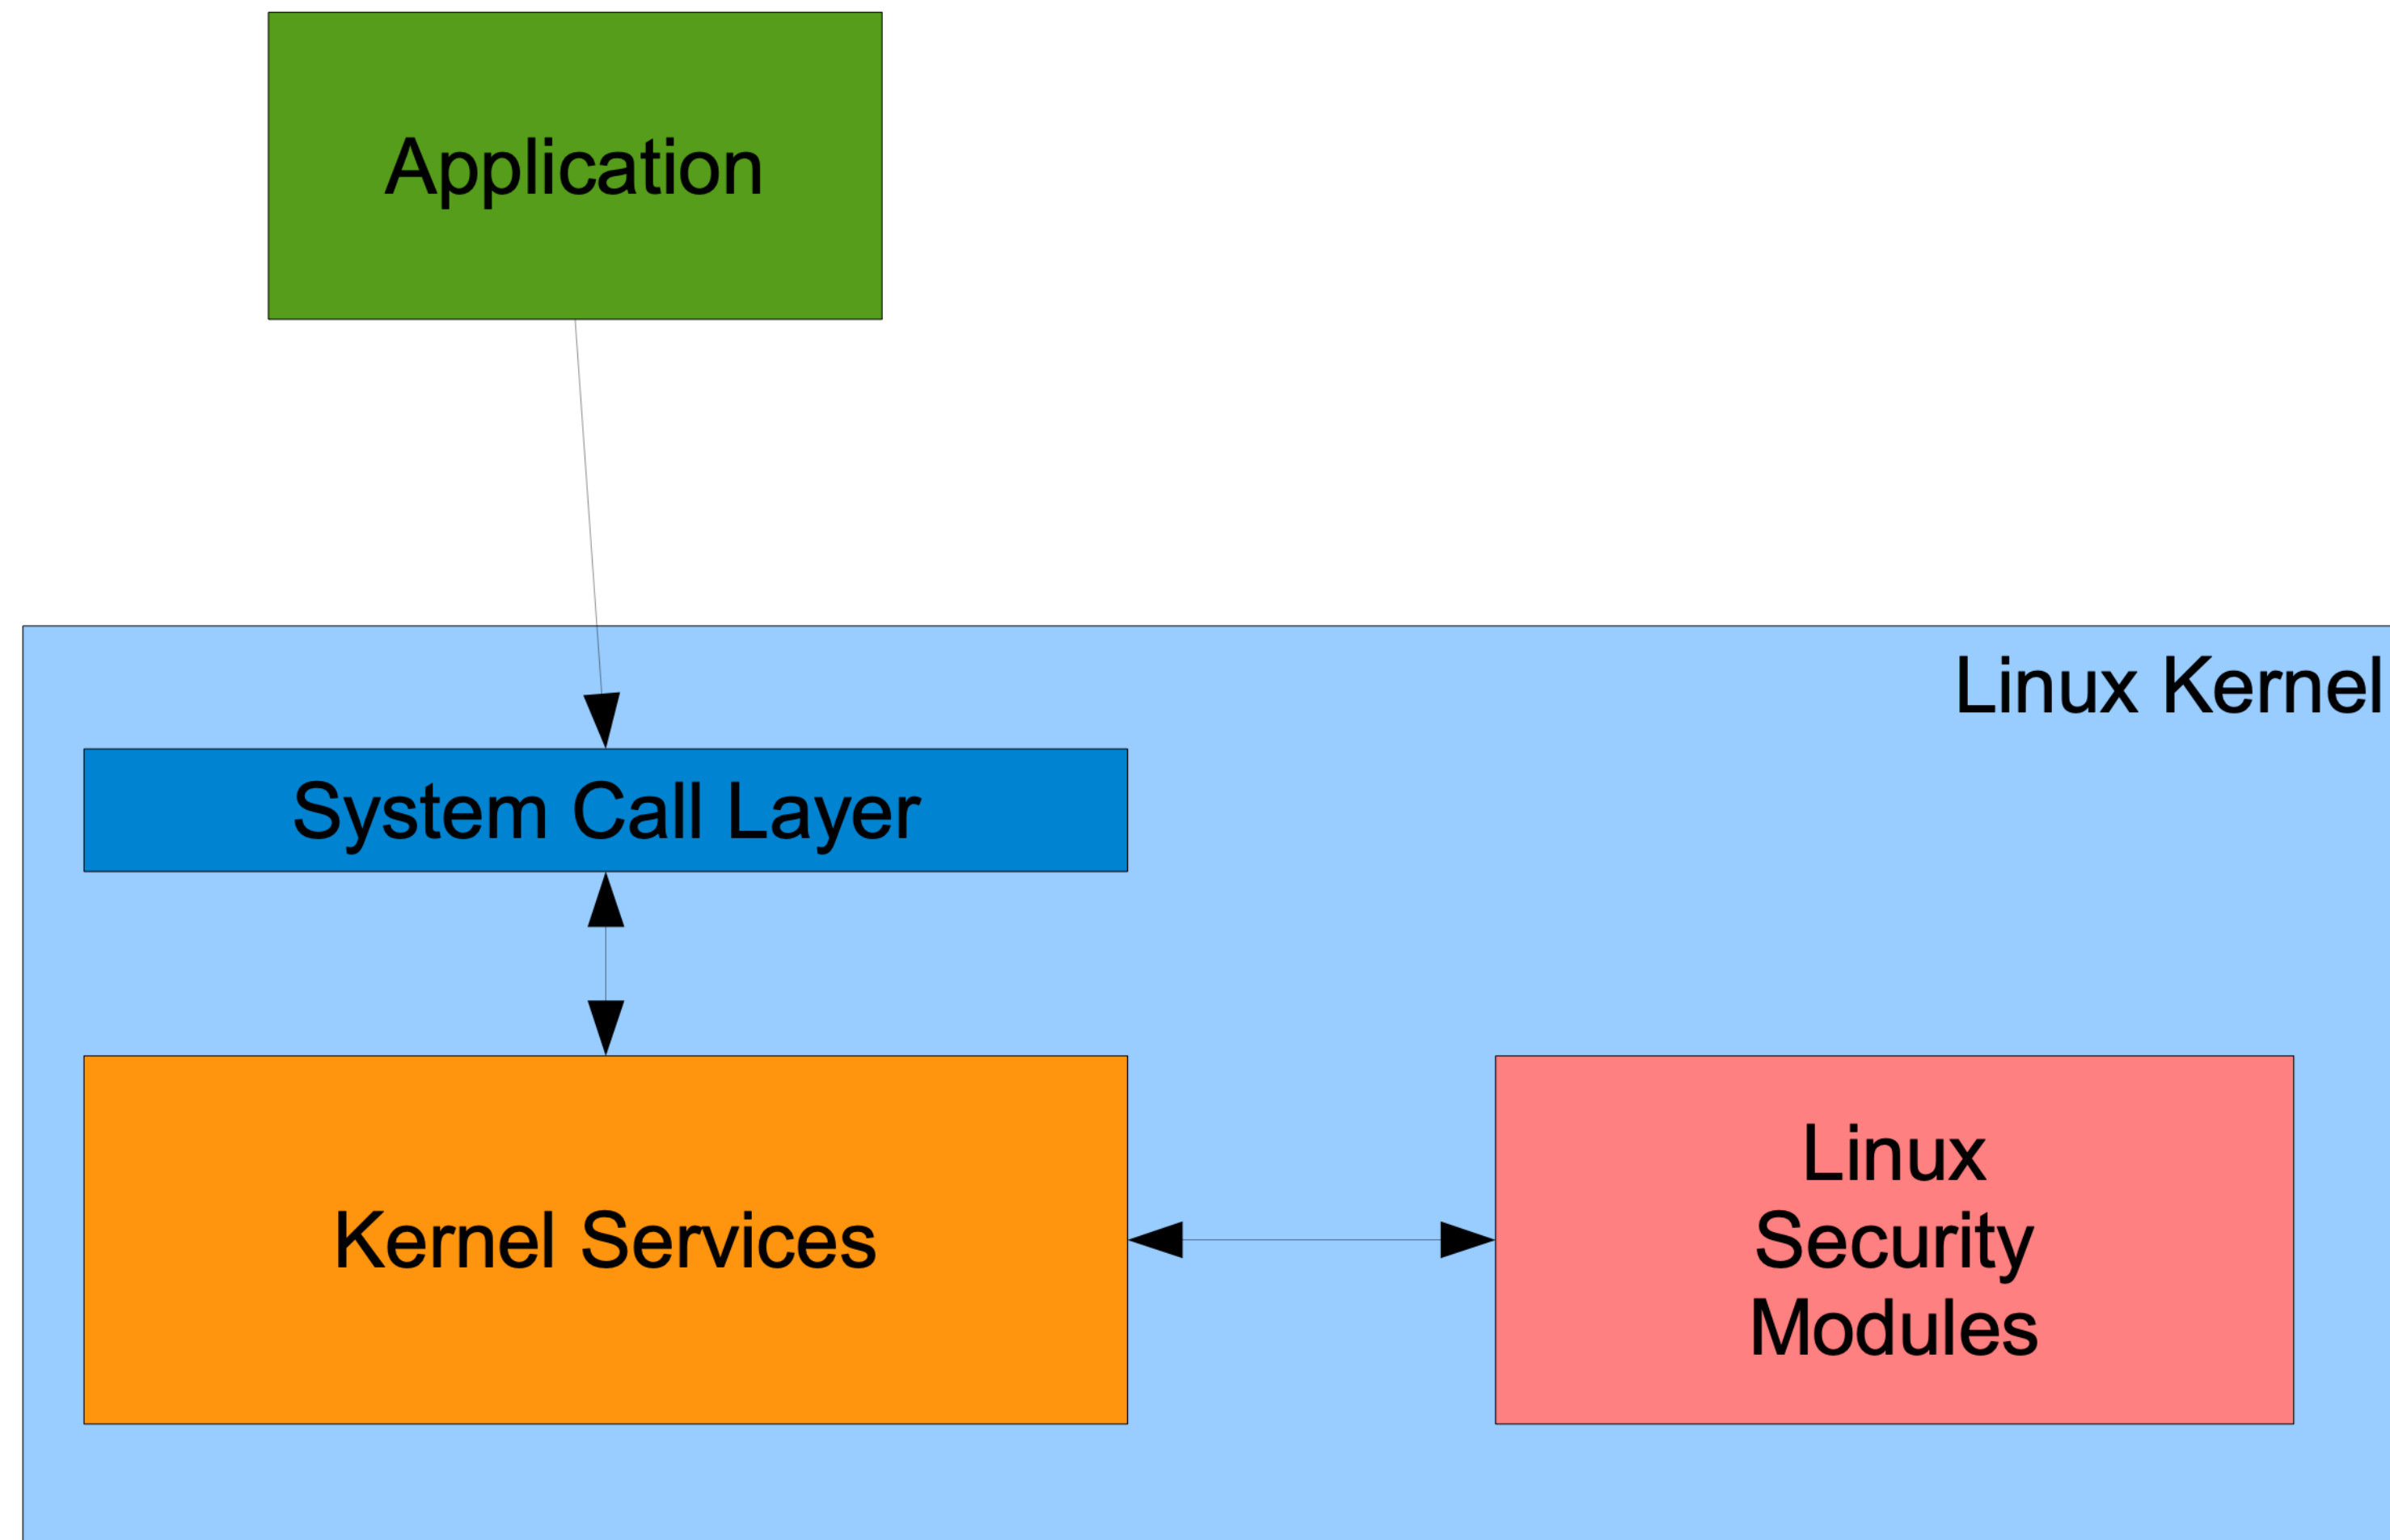 Application
Linux Kernel
System Call Layer
Kernel Services
Linux
Security
Modules